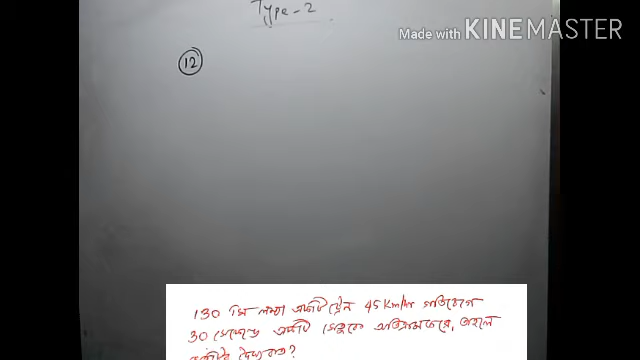 Type-2
Made with KINEMASTER
12
130 মি লম্বা একটি ট্রেন 45 Km/hr গতিবেগে
30 সেকেন্ডে একটি সেতুকে অতিক্রম করে, তাহলে
দৈর্ঘ্য কত?